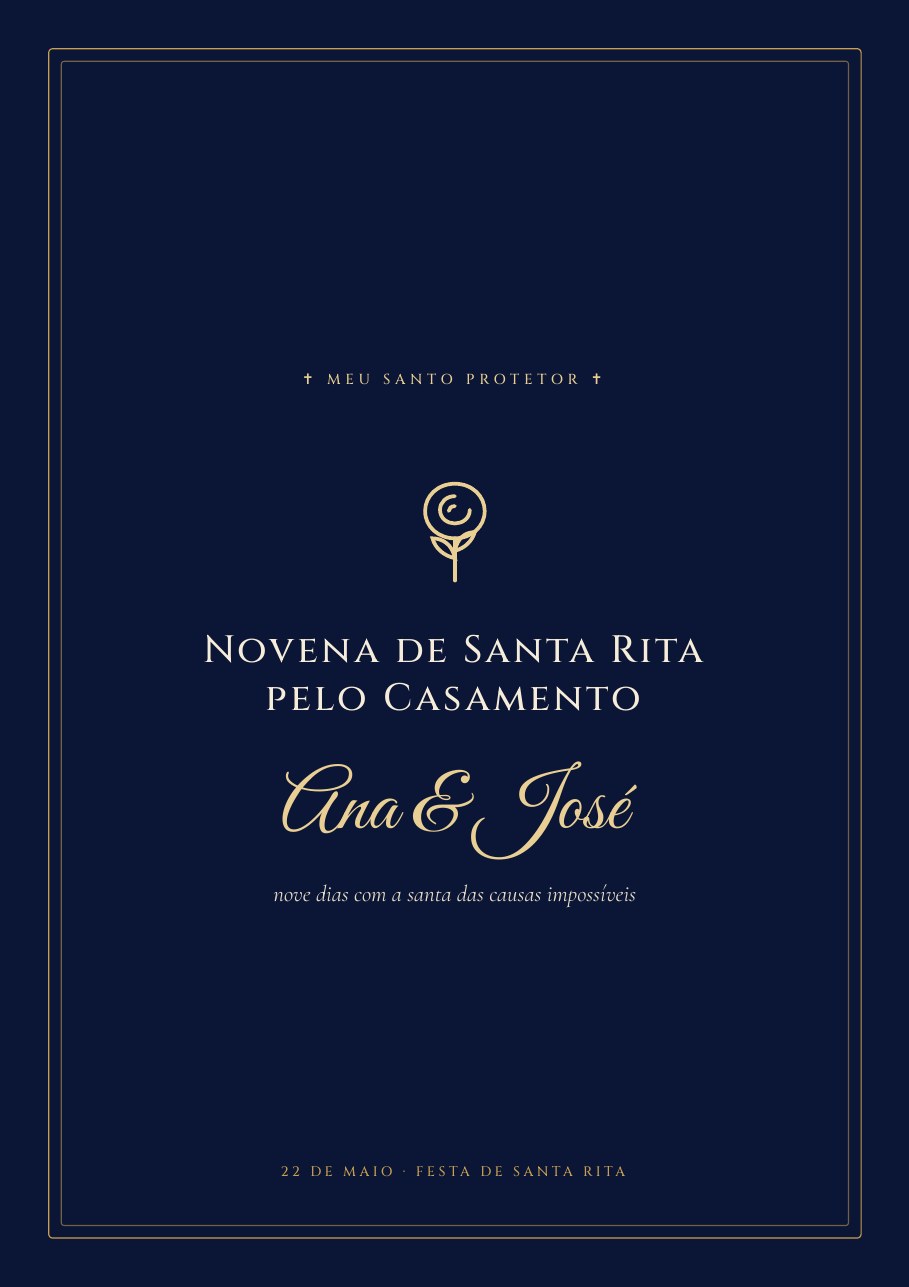 ✝ MEU SANTO PROTETOR ✝
Novena de Santa Rita
pelo Casamento
Ana & José
nove dias com a santa das causas impossíveis
22 DE MAIO · FESTA DE SANTA RITA